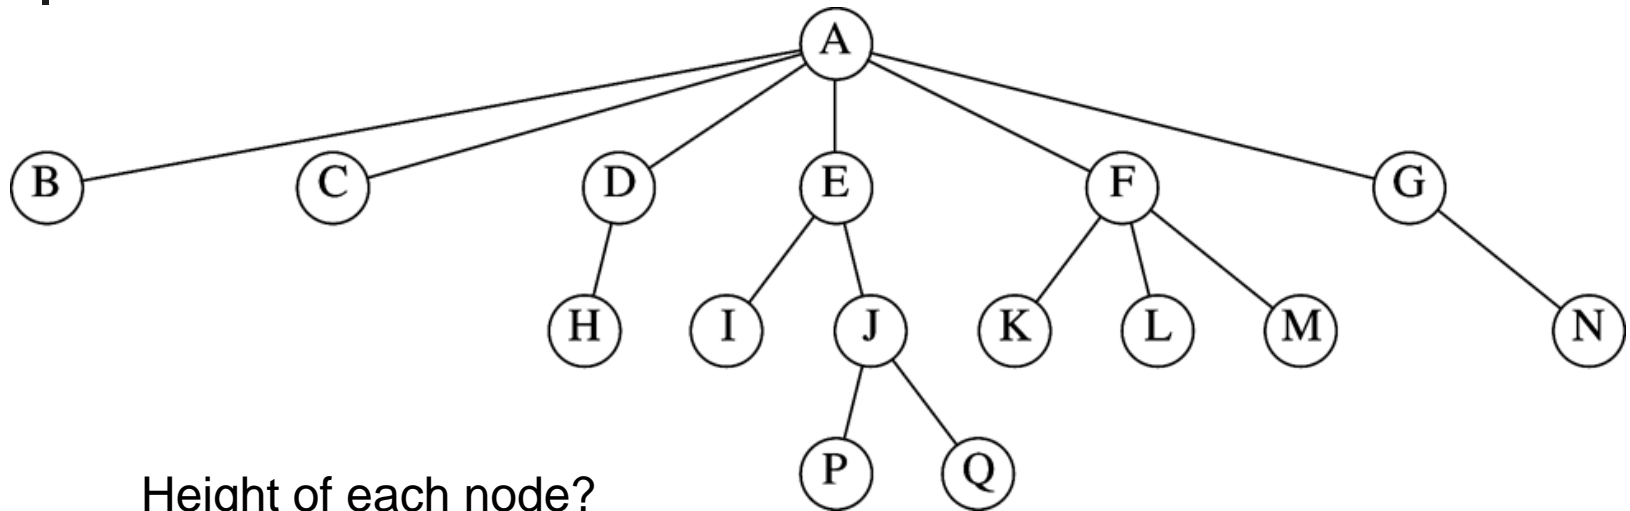 A
B C D E F G
H I J K L M N
P Q
Height of each node?